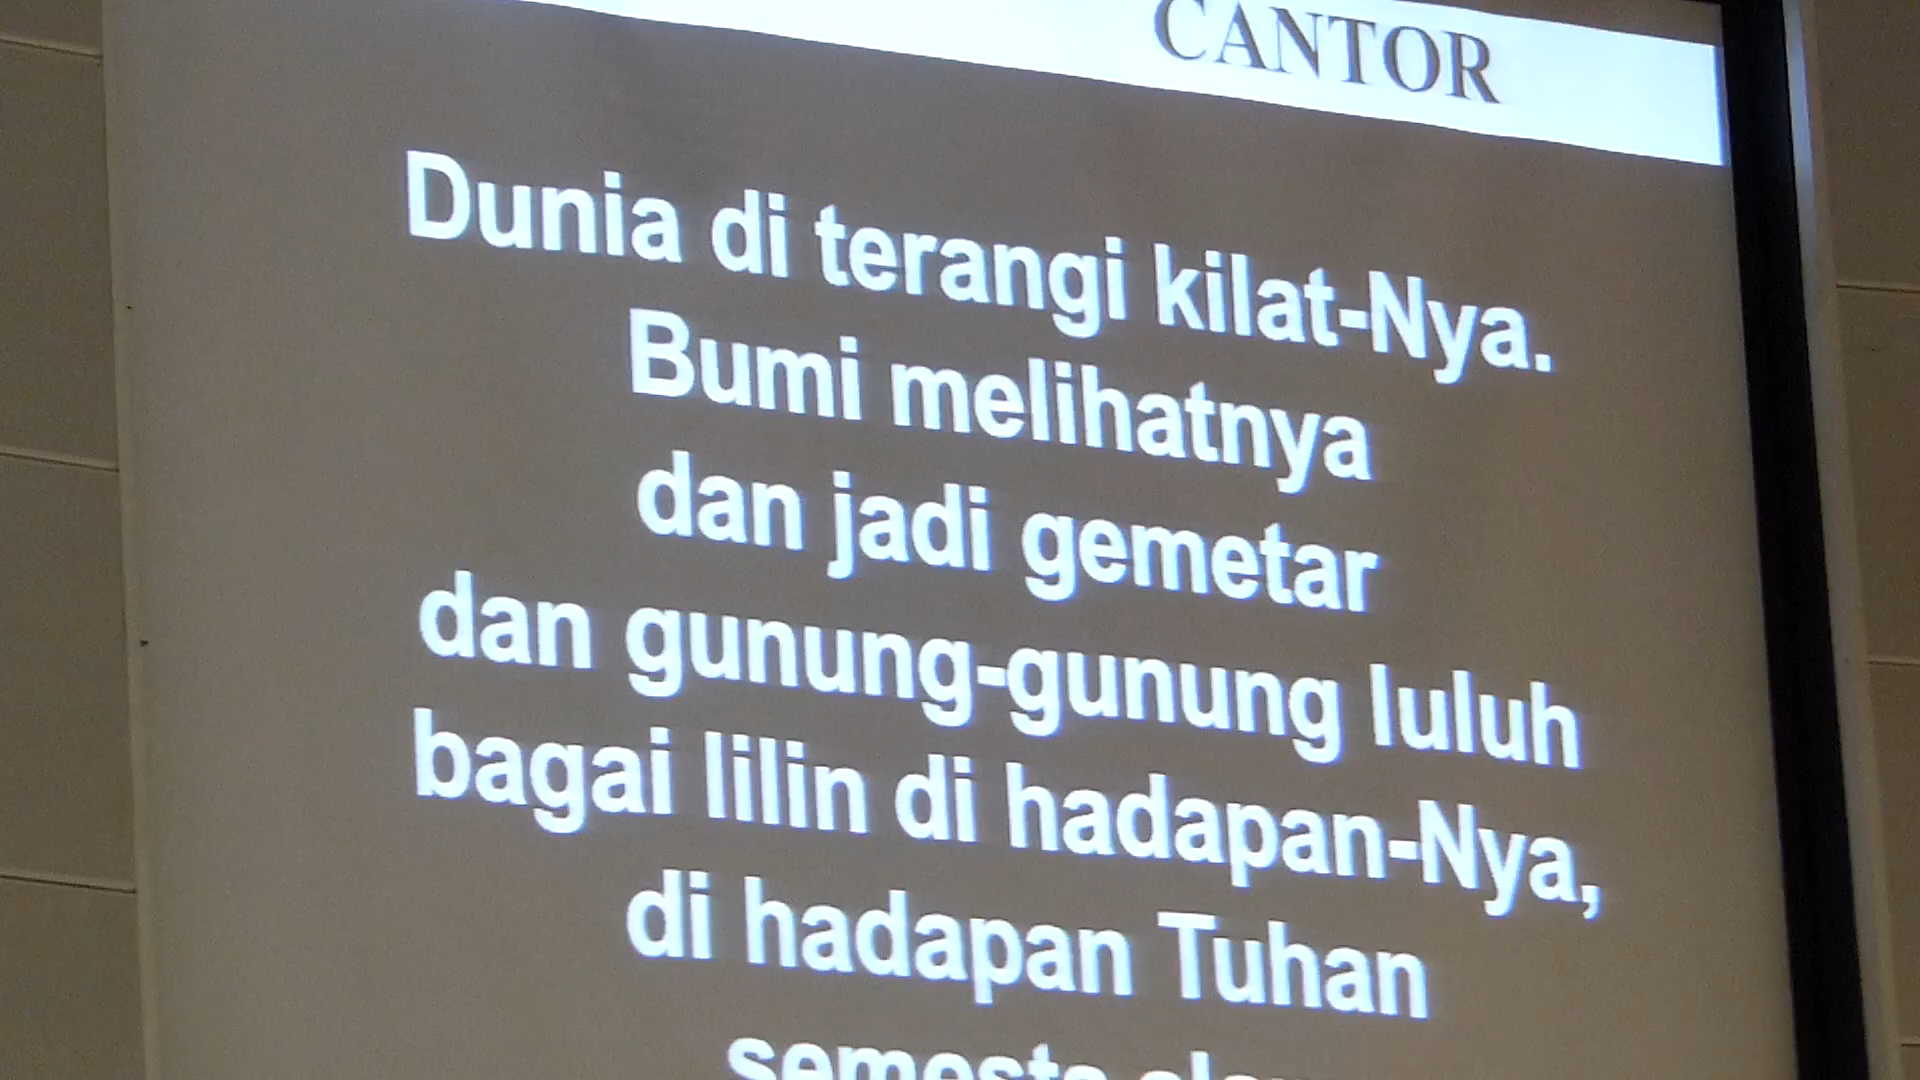 CANTOR
Dunia di terangi kilat-Nya.
Bumi melihatnya
dan jadi gemetar
dan gunung-gunung luluh
bagai lilin di hadapan-Nya,
di hadapan Tuhan